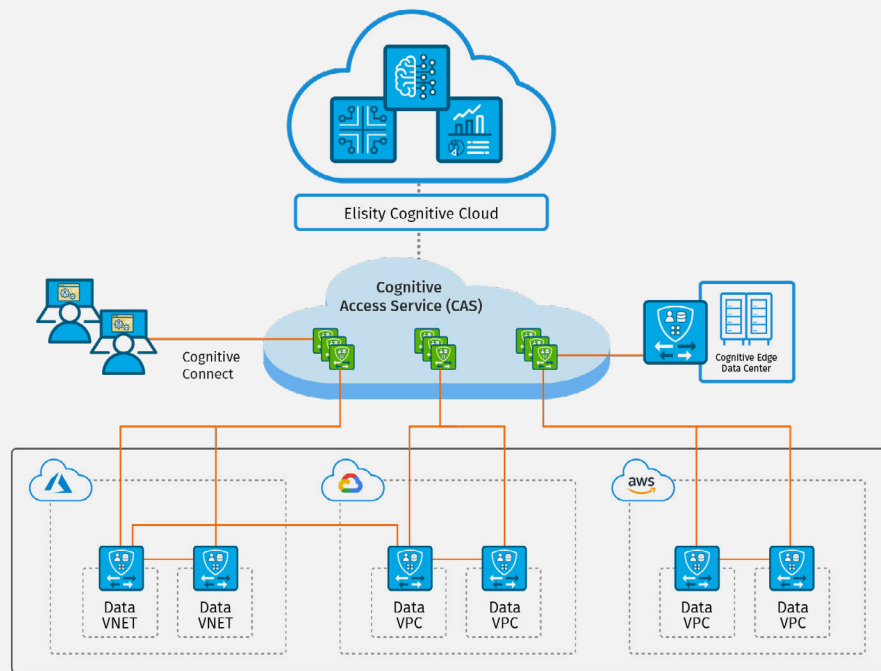 Elisity Cognitive Cloud
Cognitive
Access Service (CAS)
Cognitive
Connect
Cognitive Edge
Data Center
aws
Data
VNET
Data
VNET
Data
VPC
Data
VPC
Data
VPC
Data
VPC